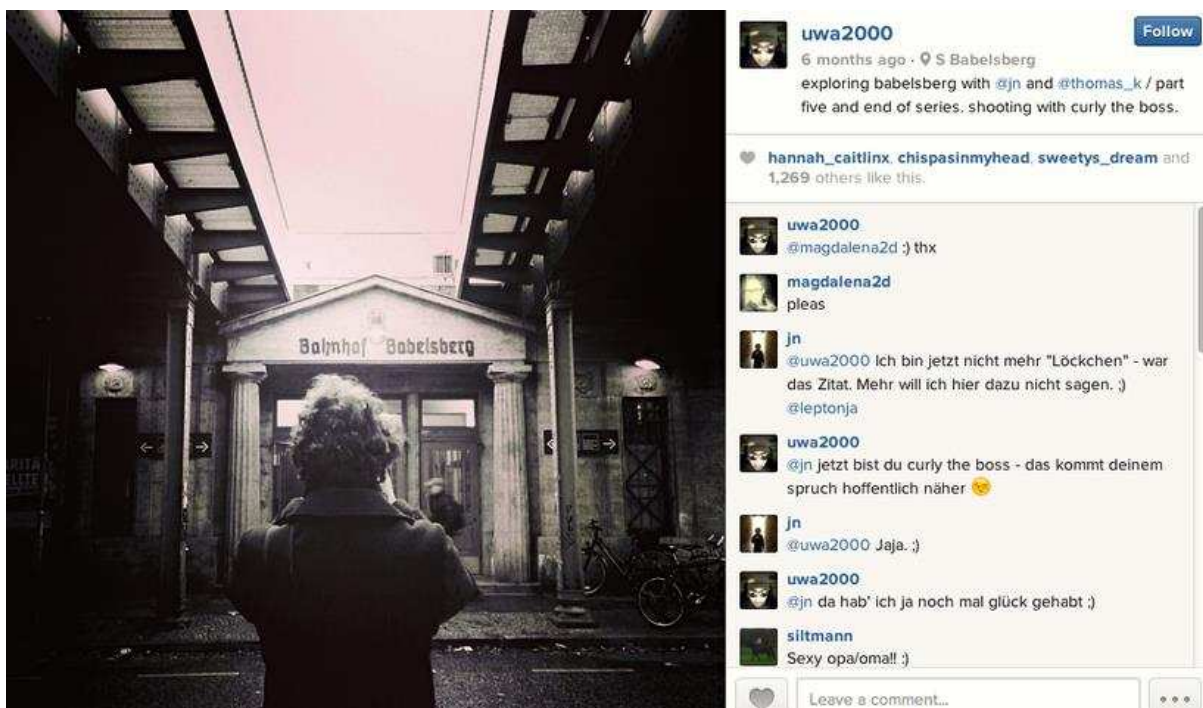 Bahnhof Babelsberg
uwa2000
Follow
6 months ago · S Babelsberg
exploring babelsberg with @jn and @thomas_k / part
five and end of series. shooting with curly the boss.
hannah_caitlinx, chispasinmyhead, sweetys_dream and
1,269 others like this.
uwa2000
@magdalena2d :) thx
magdalena2d
pleas
jn
@uwa2000 Ich bin jetzt nicht mehr "Löckchen" - war
das Zitat. Mehr will ich hier dazu nicht sagen. ;)
@leptonja
uwa2000
@jn jetzt bist du curly the boss - das kommt deinem
spruch hoffentlich näher 😉
jn
@uwa2000 Jaja. ;)
uwa2000
@jn da hab' ich ja noch mal glück gehabt ;)
siltmann
Sexy opa/oma!! :)
Leave a comment...